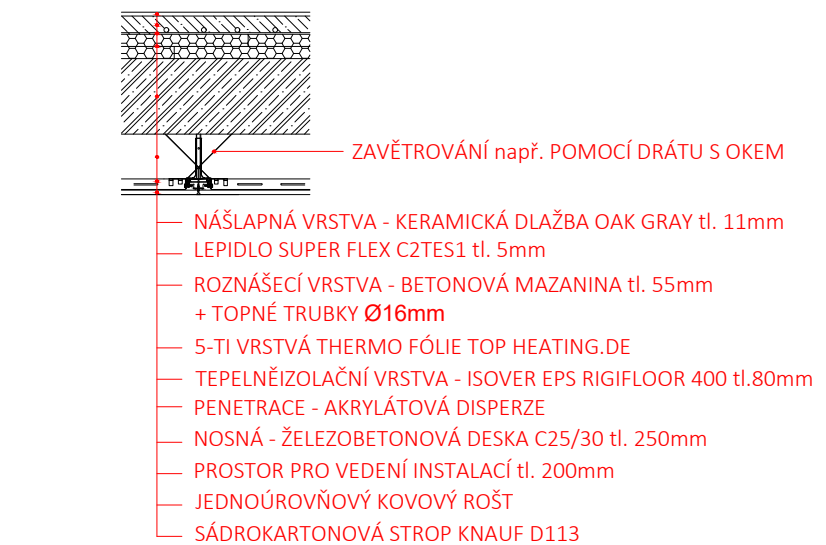 ZAVĚTROVÁNÍ např. POMOCÍ DRÁTU S OKEM
NÁŠLAPNÁ VRSTVA - KERAMICKÁ DLAŽBA OAK GRAY tl. 11mm
LEPIDLO SUPER FLEX C2TES1 tl. 5mm
ROZNÁŠECÍ VRSTVA - BETONOVÁ MAZANINA tl. 55mm
+ TOPNÉ TRUBKY Ø16mm
5-TI VRSTVÁ THERMO FÓLIE TOP HEATING.DE
TEPELNĚIZOLAČNÍ VRSTVA - ISOVER EPS RIGIFLOOR 400 tl.80mm
PENETRACE - AKRYLÁTOVÁ DISPERZE
NOSNÁ - ŽELEZOBETONOVÁ DESKA C25/30 tl. 250mm
PROSTOR PRO VEDENÍ INSTALACÍ tl. 200mm
JEDNOÚROVŇOVÝ KOVOVÝ ROŠT
SÁDROKARTONOVÁ STROP KNAUF D113